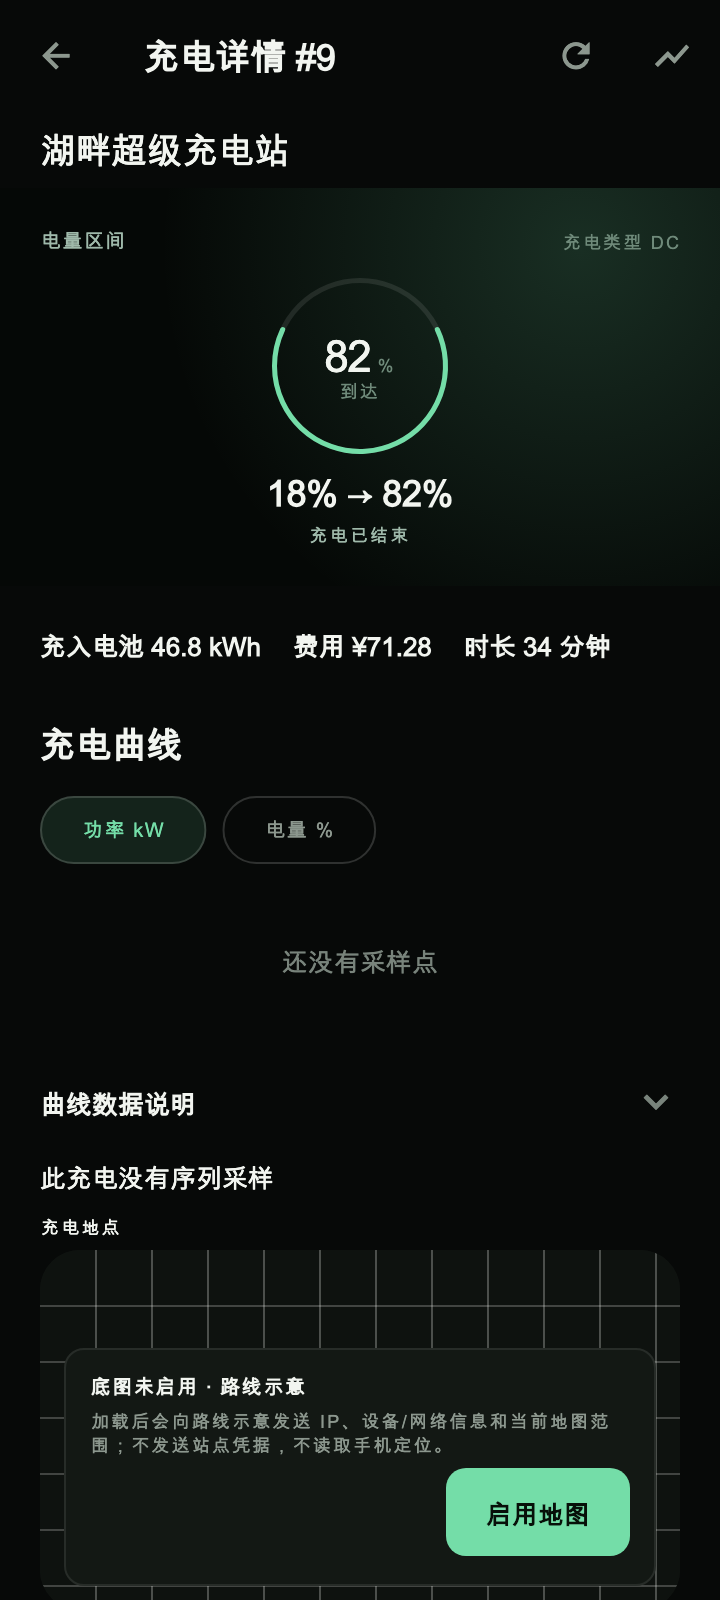 充电详情 #9
湖畔超级充电站
电量区间
充电类型 DC
82 %
到达
18% → 82%
充电已结束
充入电池 46.8 kWh 费用 ¥71.28 时长 34 分钟
充电曲线
功率 kW 电量 %
还没有采样点
曲线数据说明
此充电没有序列采样
充电地点
底图未启用 · 路线示意
加载后会向路线示意发送 IP、设备/网络信息和当前地图范
围；不发送站点凭据，不读取手机定位。
启用地图